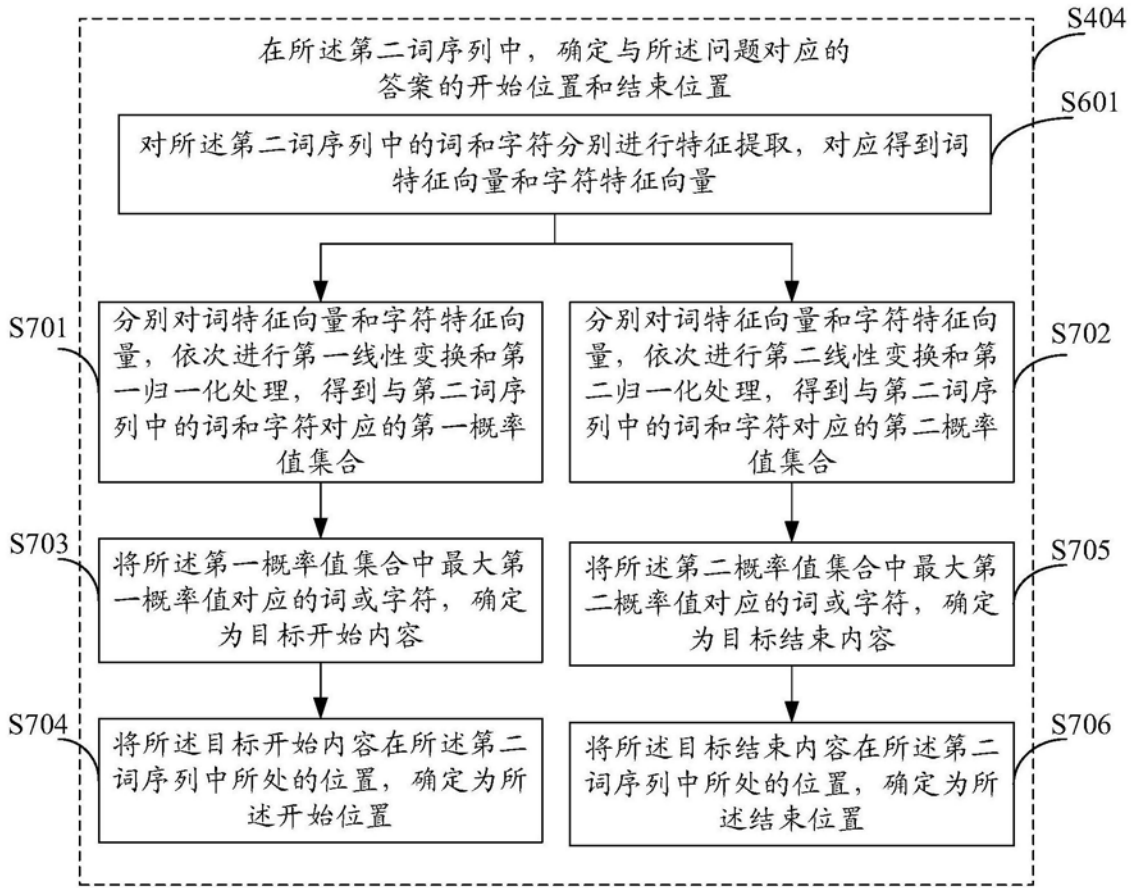 S404
在所述第二词序列中，确定与所述问题对应的
答案的开始位置和结束位置
S601
对所述第二词序列中的词和字符分别进行特征提取，对应得到词
特征向量和字符特征向量
S701
分别对词特征向量和字符特征向
量，依次进行第一线性变换和第
一归一化处理，得到与第二词序
列中的词和字符对应的第一概率
值集合
S702
分别对词特征向量和字符特征向
量，依次进行第二线性变换和第
二归一化处理，得到与第二词序
列中的词和字符对应的第二概率
值集合
S703
将所述第一概率值集合中最大第
一概率值对应的词或字符，确定
为目标开始内容
S705
将所述第二概率值集合中最大第
二概率值对应的词或字符，确定
为目标结束内容
S704
将所述目标开始内容在所述第二
词序列中所处的位置，确定为所
述开始位置
S706
将所述目标结束内容在所述第二
词序列中所处的位置，确定为所
述结束位置